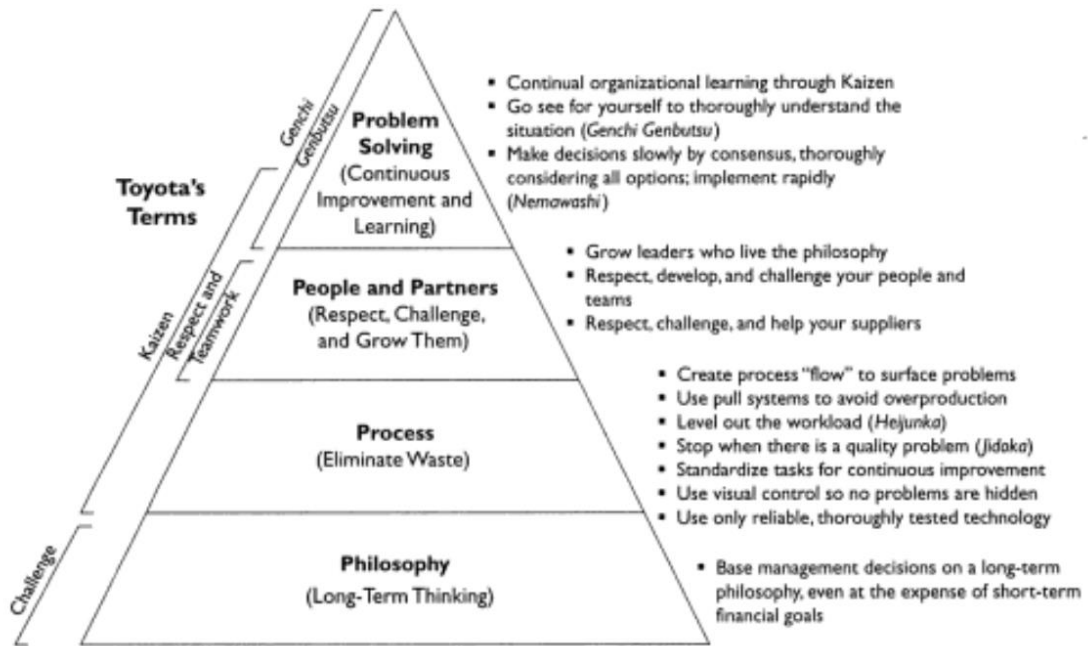 Toyota's
Terms
Genchi
Genbutsu
Kaizen
Respect and
Teamwork
Challenge
Problem
Solving
(Continuous
Improvement and
Learning)
▪ Continual organizational learning through Kaizen
▪ Go see for yourself to thoroughly understand the
situation (Genchi Genbutsu)
▪ Make decisions slowly by consensus, thoroughly
considering all options; implement rapidly
(Nemawashi)
People and Partners
(Respect, Challenge,
and Grow Them)
▪ Grow leaders who live the philosophy
▪ Respect, develop, and challenge your people and
teams
▪ Respect, challenge, and help your suppliers
Process
(Eliminate Waste)
▪ Create process “flow” to surface problems
▪ Use pull systems to avoid overproduction
▪ Level out the workload (Heijunka)
▪ Stop when there is a quality problem (Jidoka)
▪ Standardize tasks for continuous improvement
▪ Use visual control so no problems are hidden
▪ Use only reliable, thoroughly tested technology
Philosophy
(Long-Term Thinking)
▪ Base management decisions on a long-term
philosophy, even at the expense of short-term
financial goals